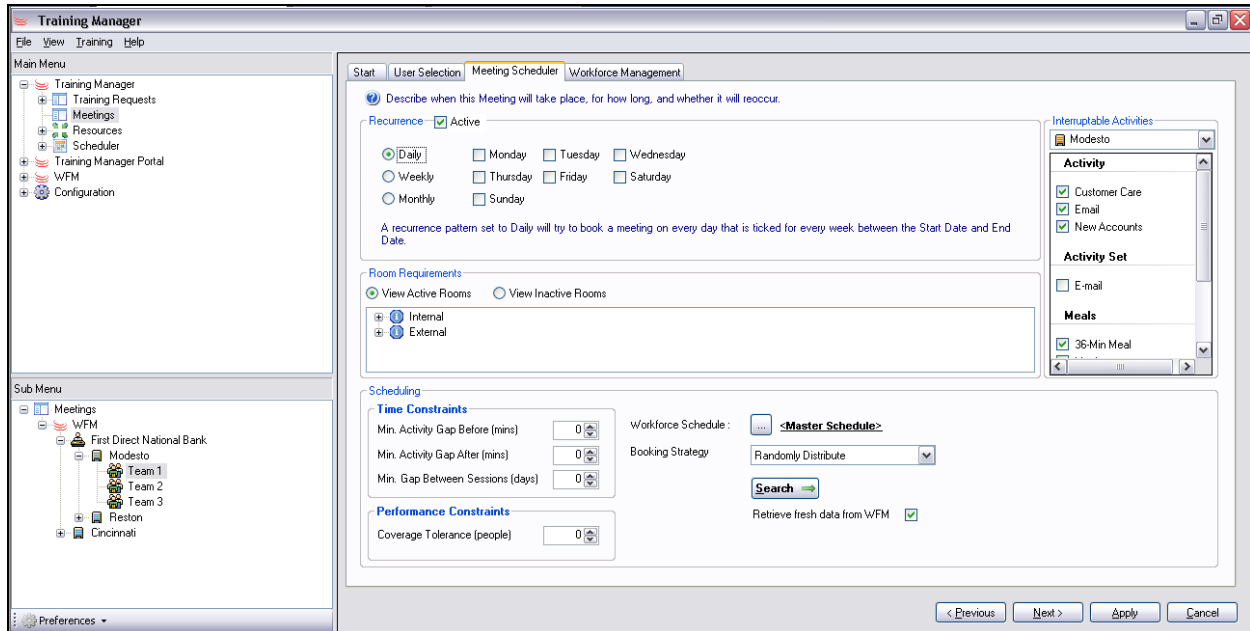 Training Manager
File View Training Help
Main Menu
Training Manager
Training Requests
Meetings
Resources
Scheduler
Training Manager Portal
WFM
Configuration
Sub Menu
Meetings
WFM
First Direct National Bank
Modesto
Team 1
Team 2
Team 3
Reston
Cincinnati
Preferences
Start User Selection Meeting Scheduler Workforce Management
Describe when this Meeting will take place, for how long, and whether it will reoccur.
Recurrence Active
Daily Monday Tuesday Wednesday
Weekly Thursday Friday Saturday
Monthly Sunday
A recurrence pattern set to Daily will try to book a meeting on every day that is ticked for every week between the Start Date and End
Date.
Interruptable Activities
Modesto
Activity
Customer Care
Email
New Accounts
Activity Set
E-mail
Meals
36-Min Meal
Room Requirements
View Active Rooms View Inactive Rooms
Internal
External
Scheduling
Time Constraints
Min. Activity Gap Before (mins) 0
Min. Activity Gap After (mins) 0
Min. Gap Between Sessions (days) 0
Performance Constraints
Coverage Tolerance (people) 0
Workforce Schedule : ... <Master Schedule>
Booking Strategy Randomly Distribute
Search
Retrieve fresh data from WFM
< Previous Next > Apply Cancel